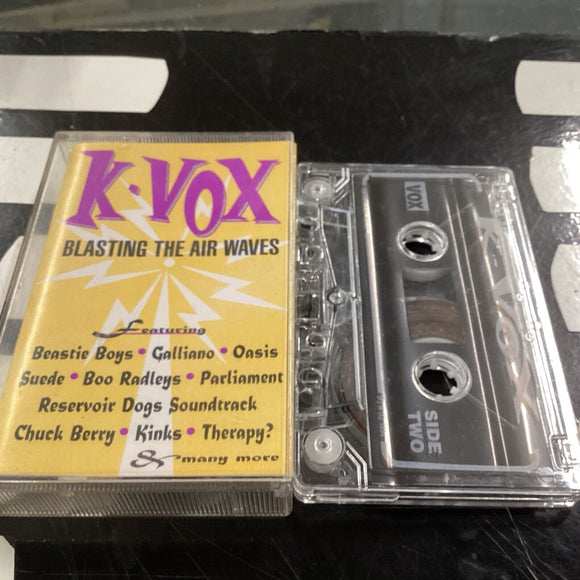 K·VOX
BLASTING THE AIR WAVES
Featuring
Beastie Boys • Galliano • Oasis
Suede • Boo Radleys • Parliament
Reservoir Dogs Soundtrack
Chuck Berry • Kinks • Therapy?
& many more
VOX
K·VOX
SIDE
TWO